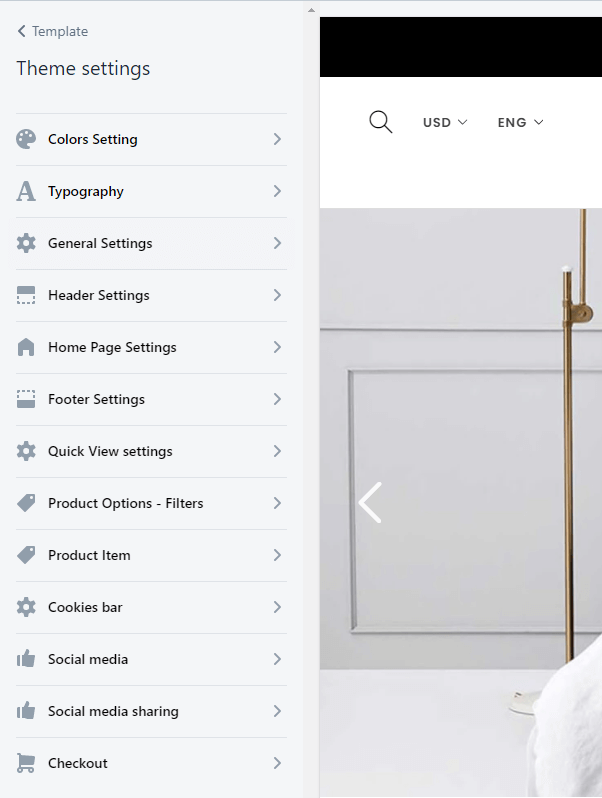 Template
Theme settings
Colors Setting
Typography
General Settings
Header Settings
Home Page Settings
Footer Settings
Quick View settings
Product Options - Filters
Product Item
Cookies bar
Social media
Social media sharing
Checkout
USD
ENG